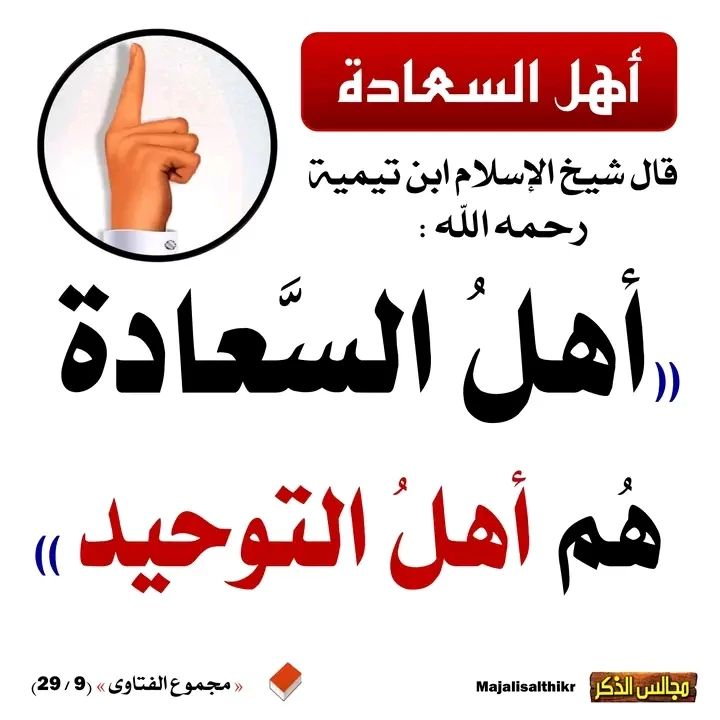 أهل السعادة
قال شيخ الإسلام ابن تيمية
رحمه الله :
((أهلُ السَّعادة
هُم أهلُ التوحيد ))
مجالس الذكر
Majalisalthikr
« مجموع الفتاوى » (9 / 29)